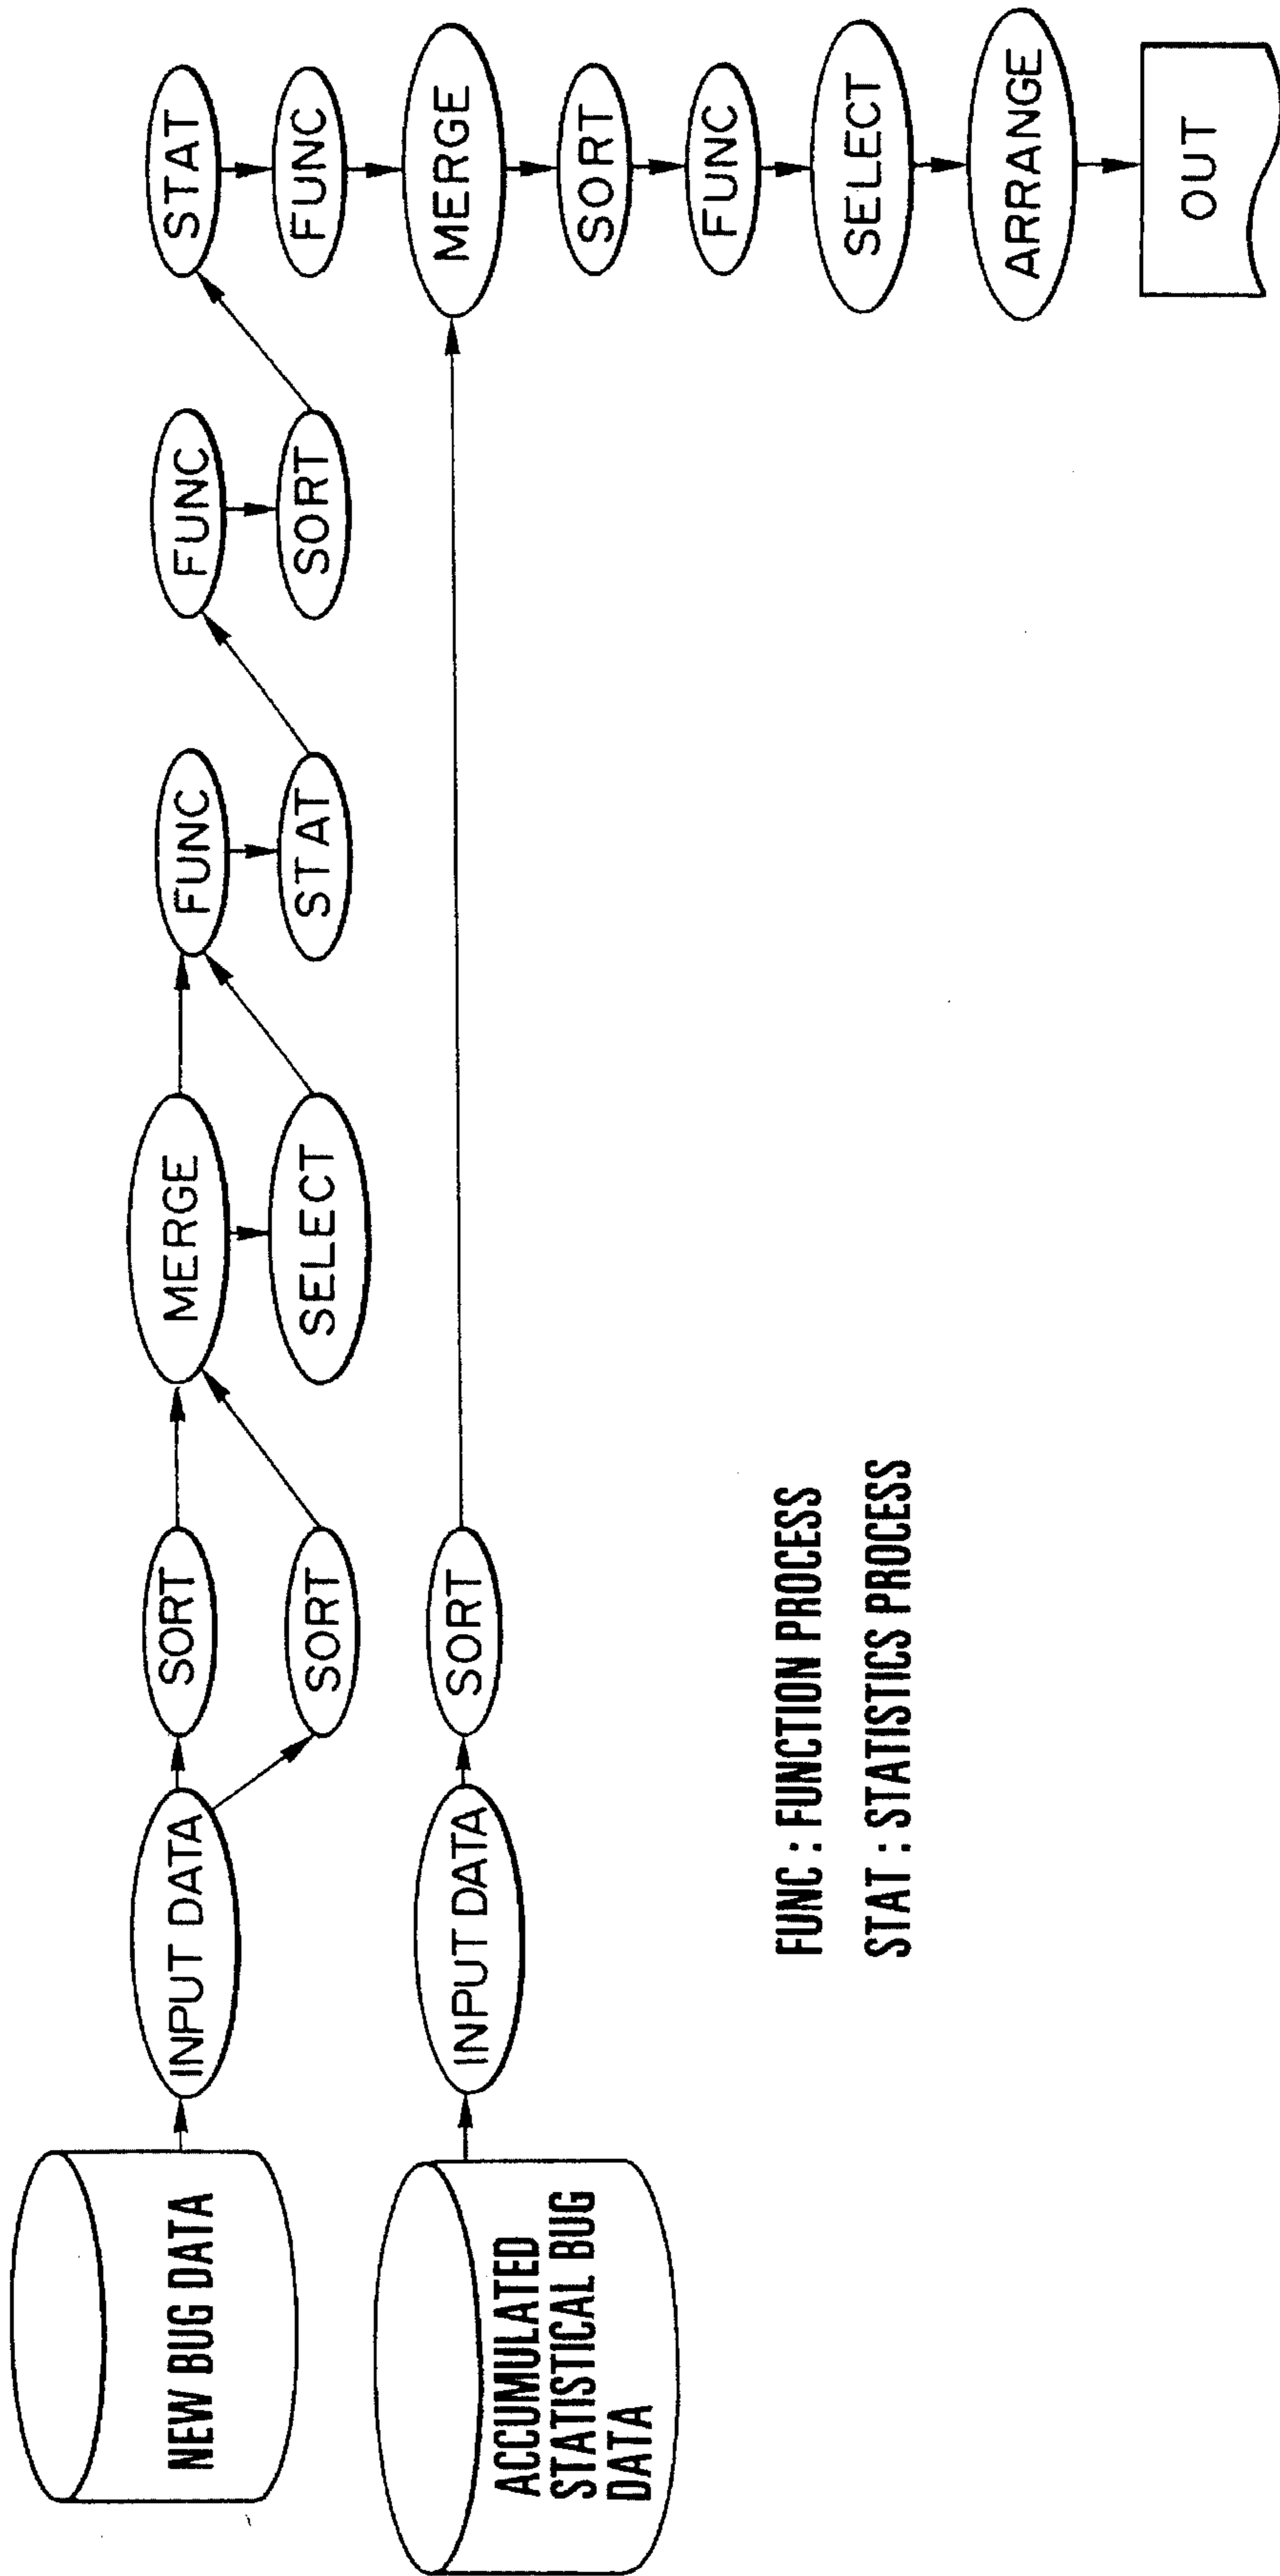 NEW BUG DATA
INPUT DATA
SORT
SORT
MERGE
SELECT
FUNC
STAT
FUNC
SORT
STAT
FUNC
ACCUMULATED
STATISTICAL BUG
DATA
INPUT DATA
SORT
MERGE
SORT
FUNC
SELECT
ARRANGE
OUT
FUNC : FUNCTION PROCESS
STAT : STATISTICS PROCESS